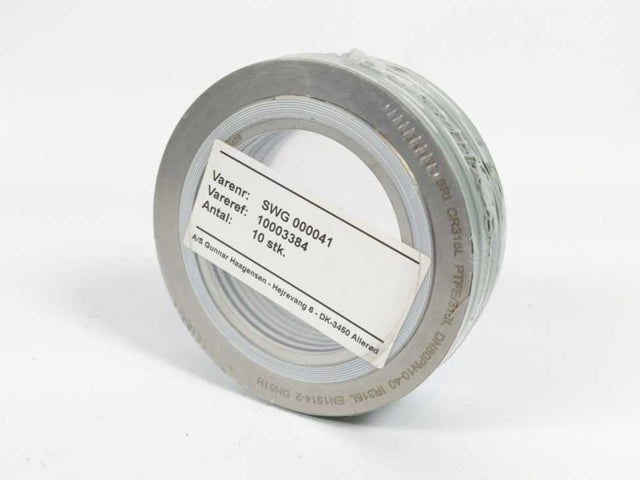 Varenr: SWG 000041
Vareref: 10003384
Antal: 10 stk.
A/S Gunnar Haagensen - Hejrevang 6 - DK-3450 Allerød
SRI CR316L PTFE/316L DN80PN10-40 IR316L EN1514-2 DH61H